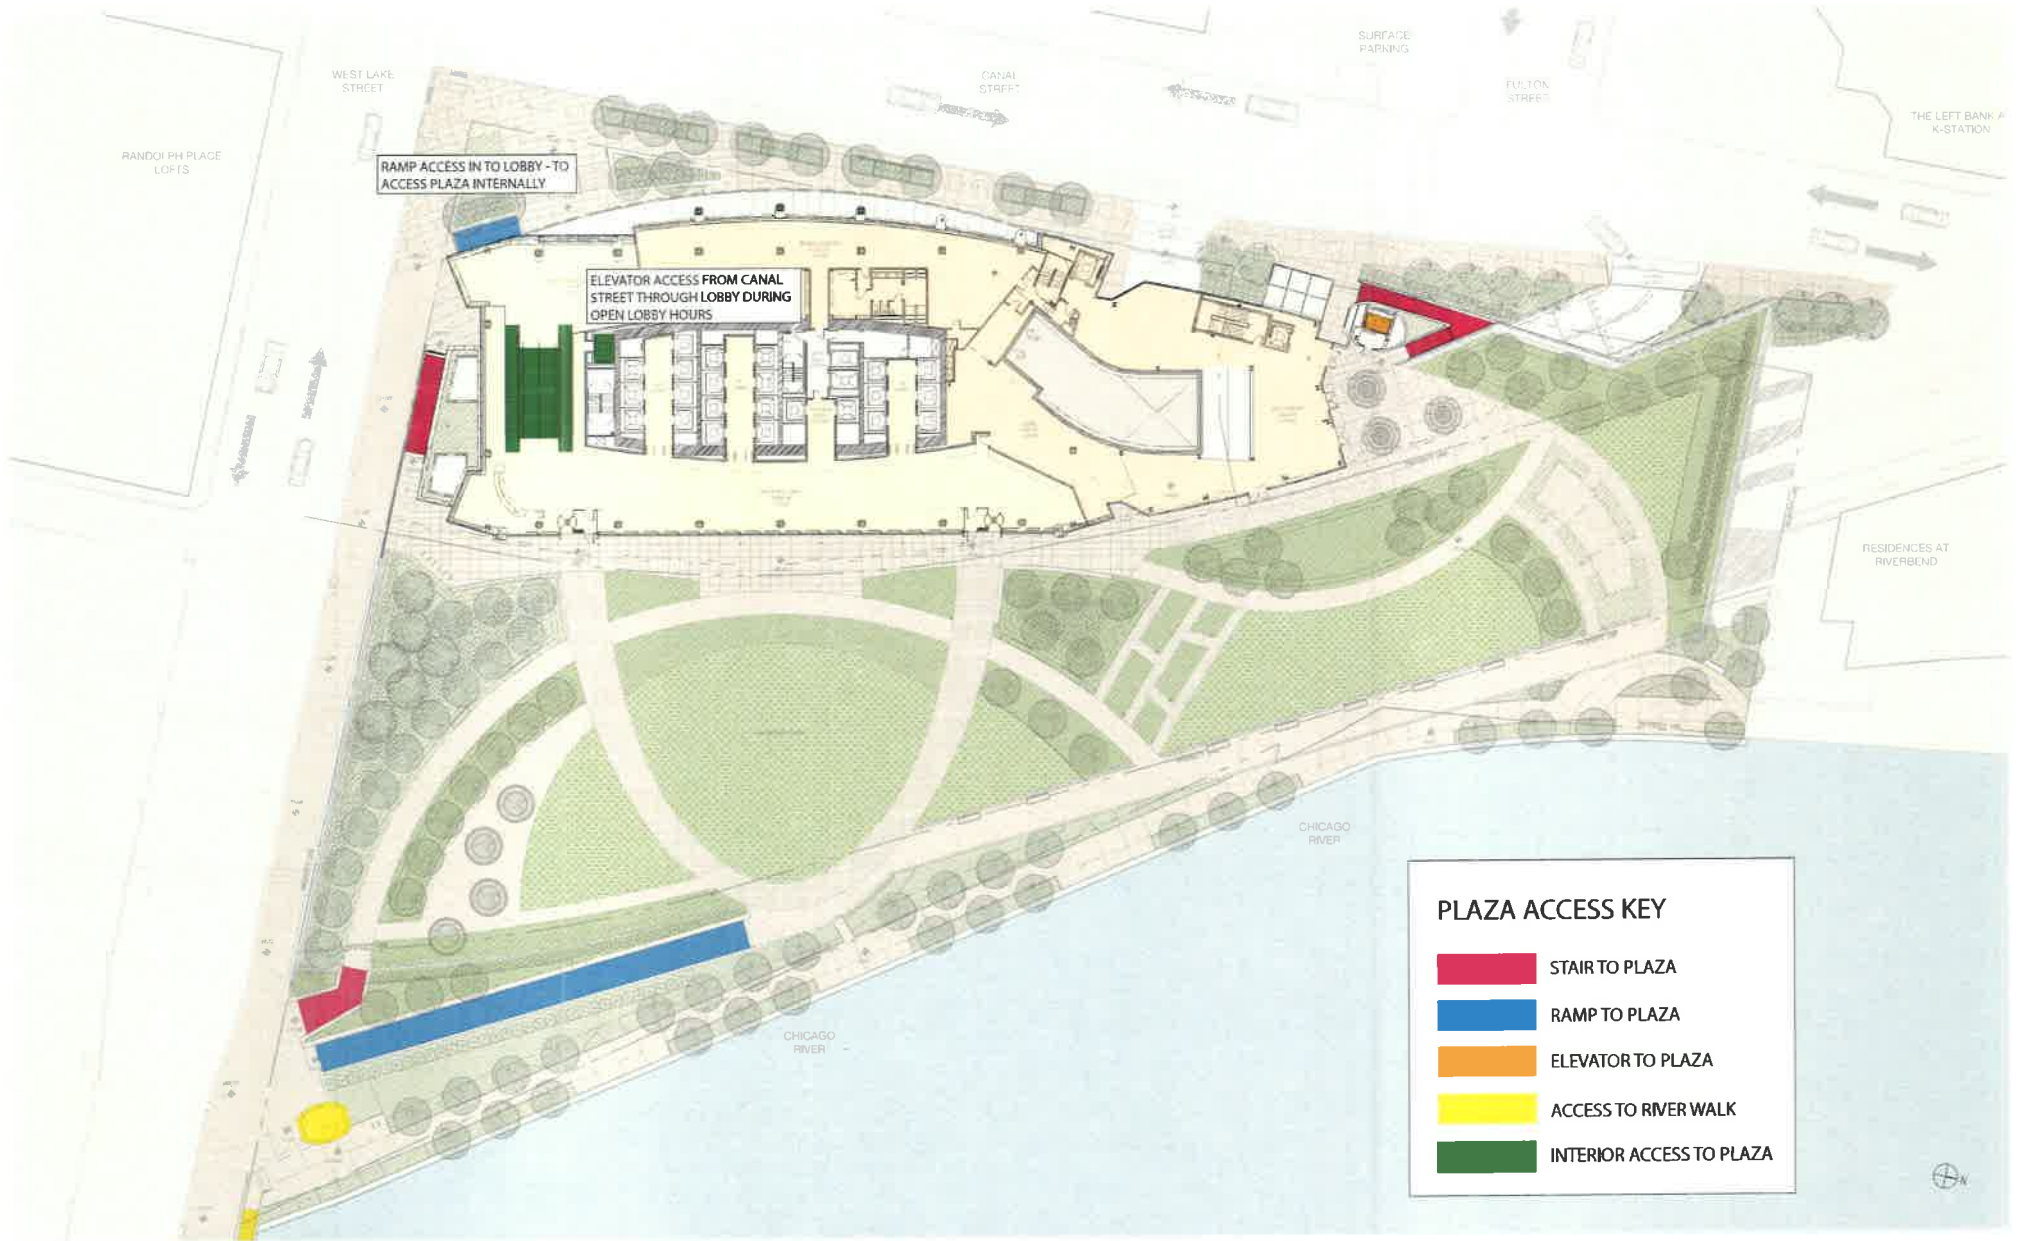 SURFACE
PARKING
WEST LAKE
STREET
CANAL
STREET
FULTON
STREET
THE LEFT BANK A
K-STATION
RANDOLPH PLACE
LOFTS
RAMP ACCESS IN TO LOBBY - TO
ACCESS PLAZA INTERNALLY
ELEVATOR ACCESS FROM CANAL
STREET THROUGH LOBBY DURING
OPEN LOBBY HOURS
RESIDENCES AT
RIVERBEND
CHICAGO
RIVER
CHICAGO
RIVER
PLAZA ACCESS KEY
STAIR TO PLAZA
RAMP TO PLAZA
ELEVATOR TO PLAZA
ACCESS TO RIVER WALK
INTERIOR ACCESS TO PLAZA
N